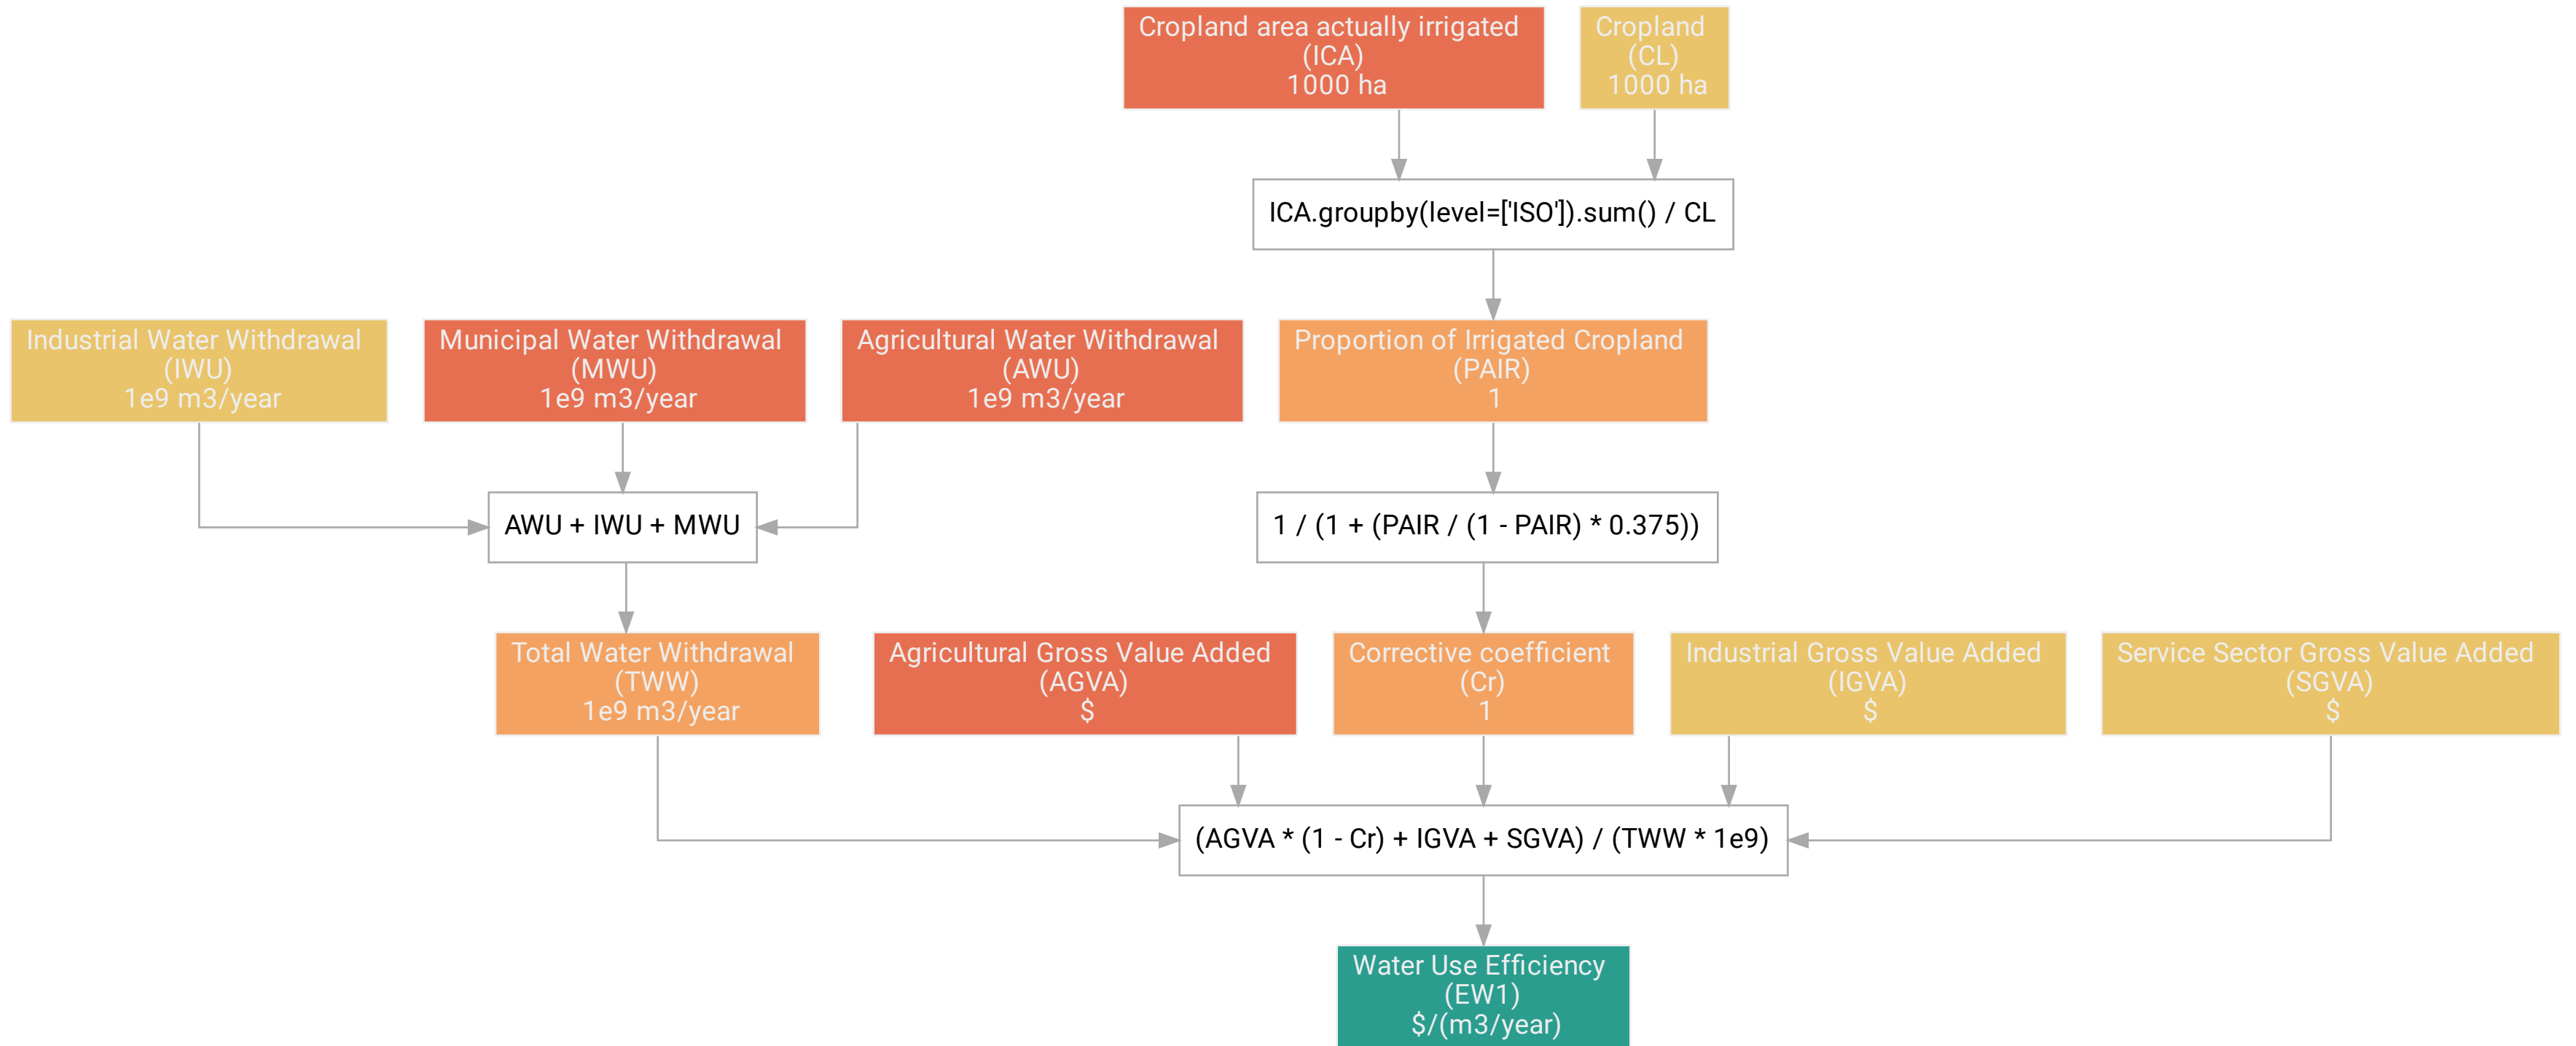 Cropland area actually irrigated
(ICA)
1000 ha
Cropland
(CL)
1000 ha
ICA.groupby(level=['ISO']).sum() / CL
Industrial Water Withdrawal
(IWU)
1e9 m3/year
Municipal Water Withdrawal
(MWU)
1e9 m3/year
Agricultural Water Withdrawal
(AWU)
1e9 m3/year
Proportion of Irrigated Cropland
(PAIR)
1
AWU + IWU + MWU
1 / (1 + (PAIR / (1 - PAIR) * 0.375))
Total Water Withdrawal
(TWW)
1e9 m3/year
Agricultural Gross Value Added
(AGVA)
$
Corrective coefficient
(Cr)
1
Industrial Gross Value Added
(IGVA)
$
Service Sector Gross Value Added
(SGVA)
$
(AGVA * (1 - Cr) + IGVA + SGVA) / (TWW * 1e9)
Water Use Efficiency
(EW1)
$/(m3/year)